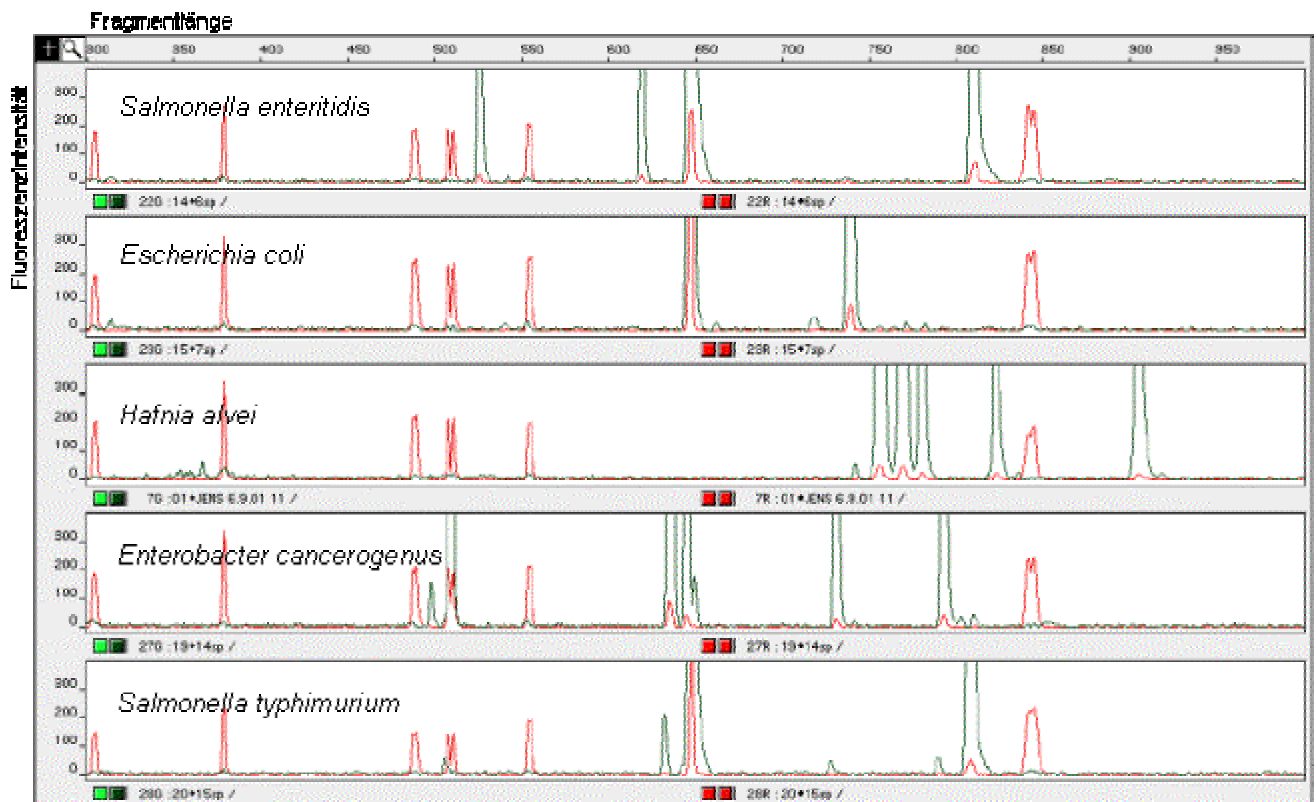 Fragmentlänge
300 350 400 450 500 550 600 650 700 750 800 850 900 950
Fluoreszenzintensität
300
200
100
0
Salmonella enteritidis
22G :14*6sp / 22R :14*6sp /
300
200
100
0
Escherichia coli
23G :15*7sp / 23R :15*7sp /
300
200
100
0
Hafnia alvei
7G :01*JENS 6.9.01 11 / 7R :01*JENS 6.9.01 11 /
300
200
100
0
Enterobacter cancerogenus
27G :19*14sp / 27R :19*14sp /
300
200
100
0
Salmonella typhimurium
28G :20*15sp / 28R :20*15sp /